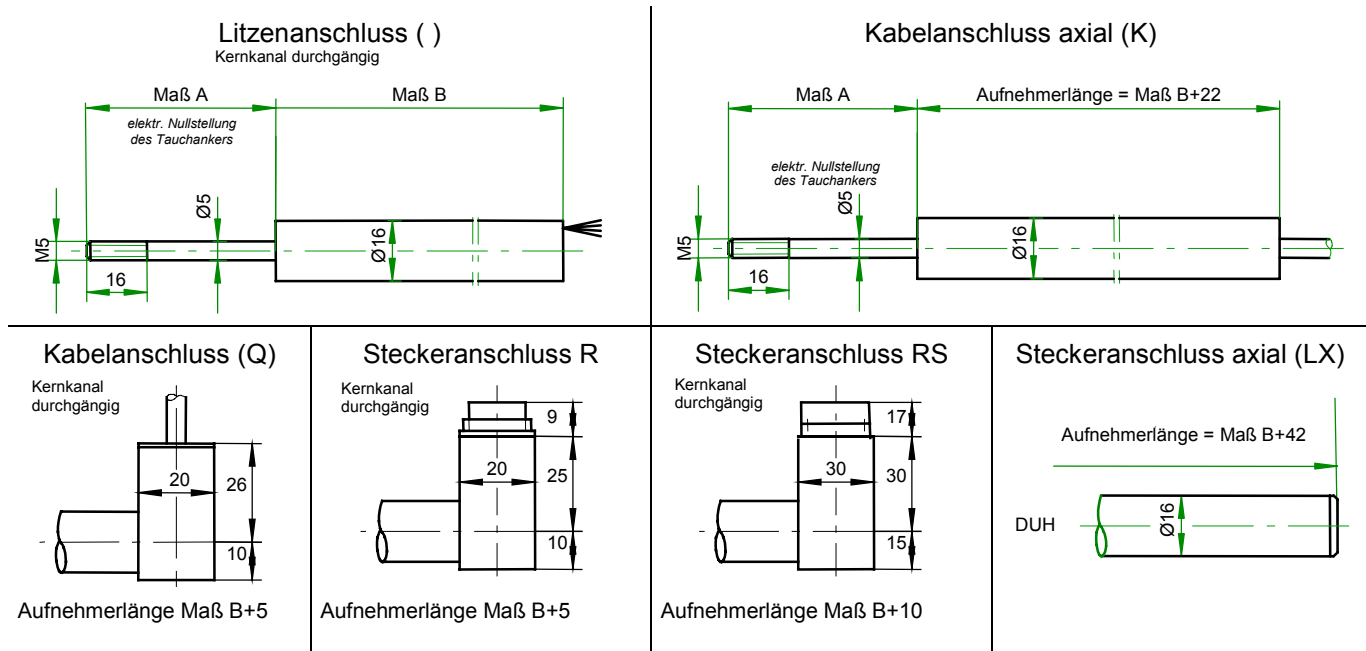 Litzenanschluss ( )
Kernkanal durchgängig
Maß A
Maß B
elektr. Nullstellung
des Tauchankers
M5
Ø5
Ø16
16
Kabelanschluss axial (K)
Maß A
Aufnehmerlänge = Maß B+22
elektr. Nullstellung
des Tauchankers
M5
Ø5
Ø16
16
Kabelanschluss (Q)
Kernkanal
durchgängig
20
26
10
Aufnehmerlänge Maß B+5
Steckeranschluss R
Kernkanal
durchgängig
9
20
25
10
Aufnehmerlänge Maß B+5
Steckeranschluss RS
Kernkanal
durchgängig
17
30
30
15
Aufnehmerlänge Maß B+10
Steckeranschluss axial (LX)
Aufnehmerlänge = Maß B+42
DUH
Ø16